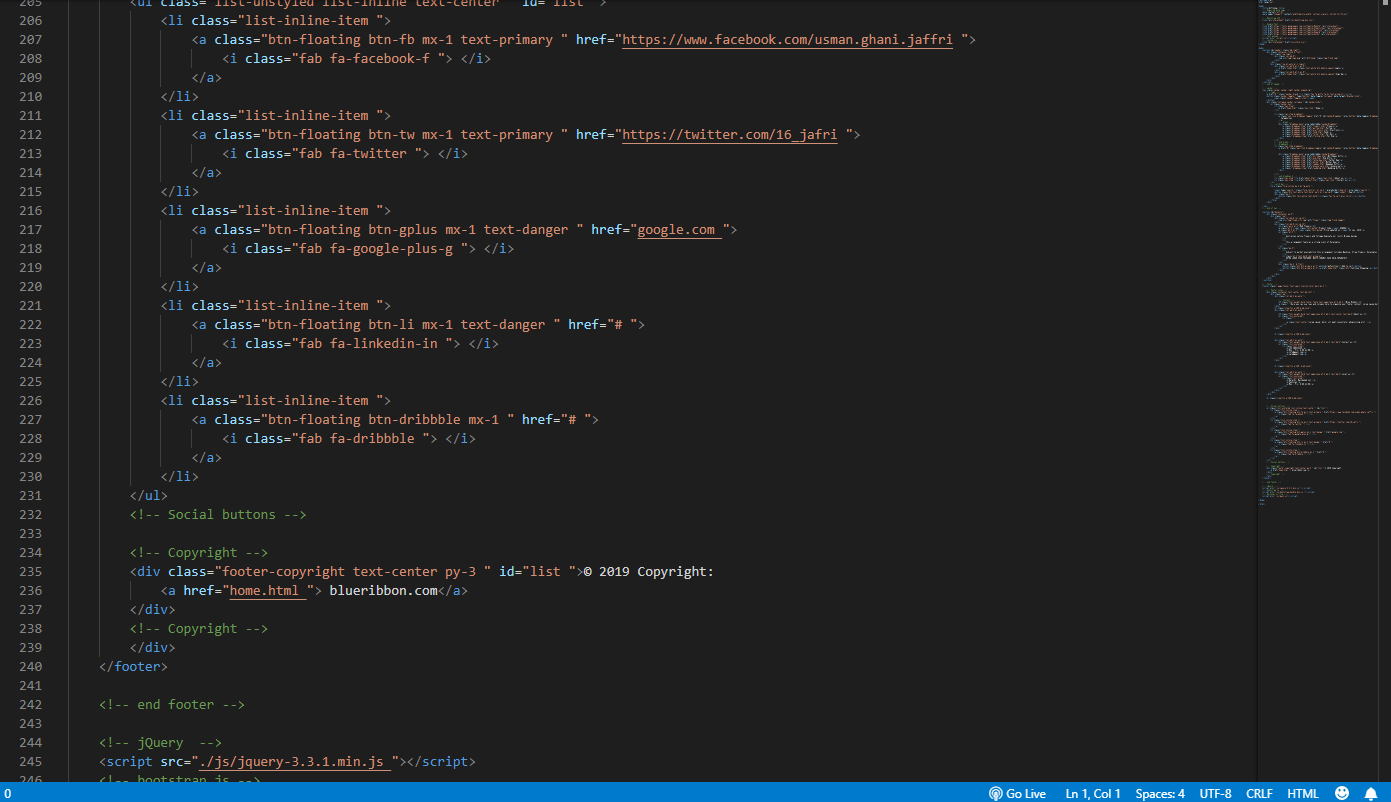 205 <ul class="list-unstyled list-inline text-center " id="list ">
206 <li class="list-inline-item ">
207 <a class="btn-floating btn-fb mx-1 text-primary " href="https://www.facebook.com/usman.ghani.jaffri ">
208 <i class="fab fa-facebook-f "> </i>
209 </a>
210 </li>
211 <li class="list-inline-item ">
212 <a class="btn-floating btn-tw mx-1 text-primary " href="https://twitter.com/16_jafri ">
213 <i class="fab fa-twitter "> </i>
214 </a>
215 </li>
216 <li class="list-inline-item ">
217 <a class="btn-floating btn-gplus mx-1 text-danger " href="google.com ">
218 <i class="fab fa-google-plus-g "> </i>
219 </a>
220 </li>
221 <li class="list-inline-item ">
222 <a class="btn-floating btn-li mx-1 text-danger " href="# ">
223 <i class="fab fa-linkedin-in "> </i>
224 </a>
225 </li>
226 <li class="list-inline-item ">
227 <a class="btn-floating btn-dribbble mx-1 " href="# ">
228 <i class="fab fa-dribbble "> </i>
229 </a>
230 </li>
231 </ul>
232 <!-- Social buttons -->
233
234 <!-- Copyright -->
235 <div class="footer-copyright text-center py-3 " id="list ">© 2019 Copyright:
236 <a href="home.html "> blueribbon.com</a>
237 </div>
238 <!-- Copyright -->
239 </div>
240 </footer>
241
242 <!-- end footer -->
243
244 <!-- jQuery  -->
245 <script src="./js/jquery-3.3.1.min.js "></script>
246 <!-- bootstrap js -->
0 Go Live Ln 1, Col 1 Spaces: 4 UTF-8 CRLF HTML